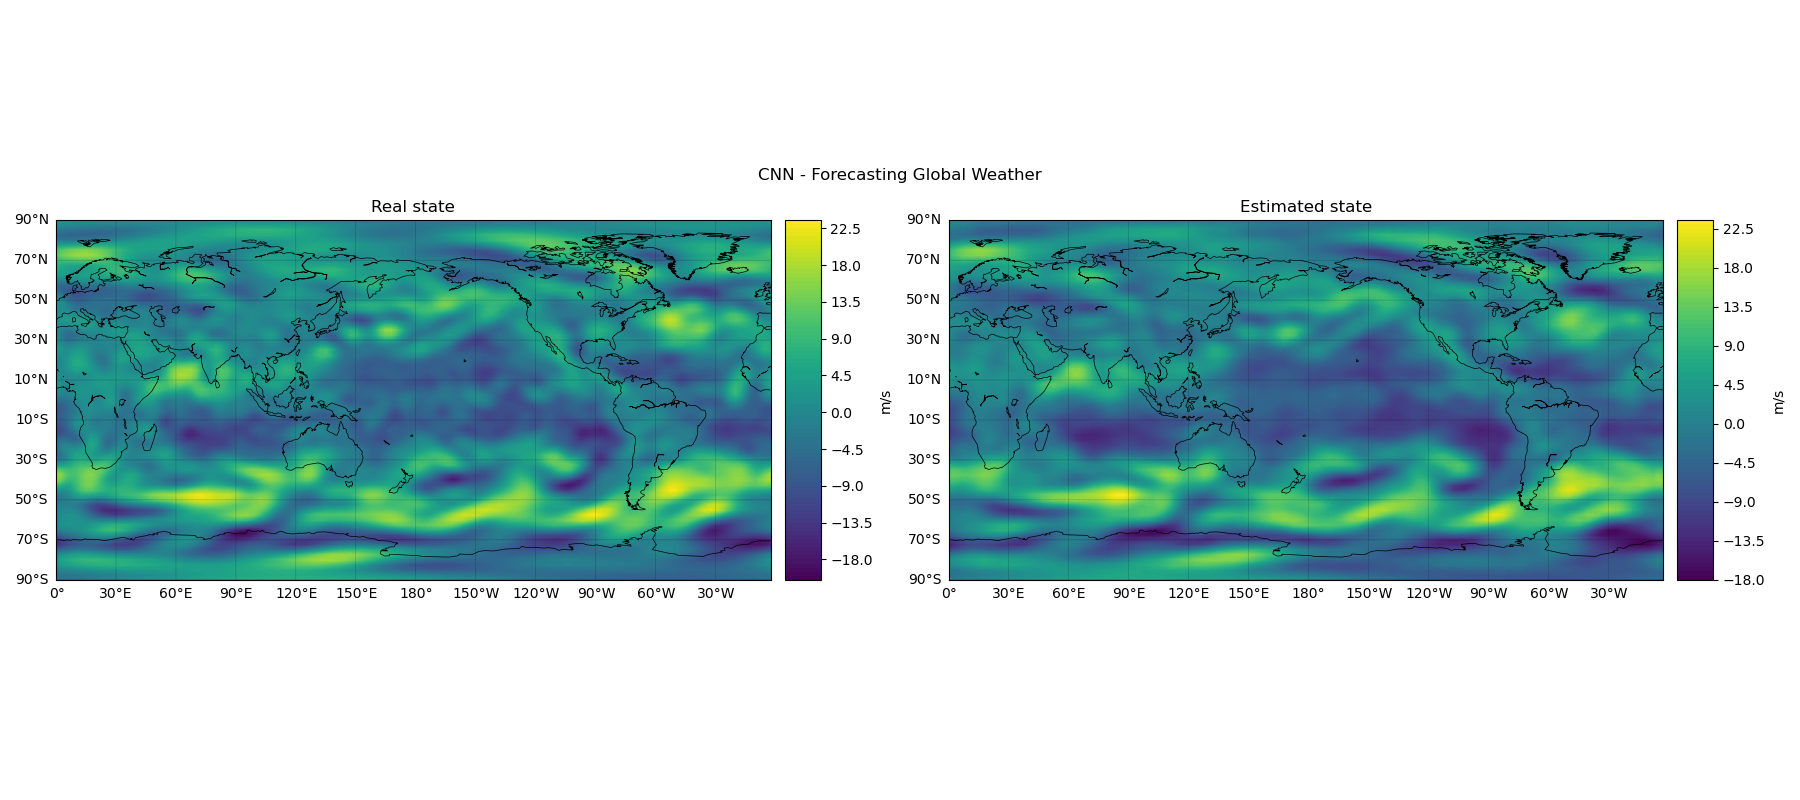 CNN - Forecasting Global Weather
Real state
90°N
70°N
50°N
30°N
10°N
10°S
30°S
50°S
70°S
90°S
0° 30°E 60°E 90°E 120°E 150°E 180° 150°W 120°W 90°W 60°W 30°W
22.5
18.0
13.5
9.0
4.5
0.0
−4.5
−9.0
−13.5
−18.0
m/s
Estimated state
90°N
70°N
50°N
30°N
10°N
10°S
30°S
50°S
70°S
90°S
0° 30°E 60°E 90°E 120°E 150°E 180° 150°W 120°W 90°W 60°W 30°W
22.5
18.0
13.5
9.0
4.5
0.0
−4.5
−9.0
−13.5
−18.0
m/s